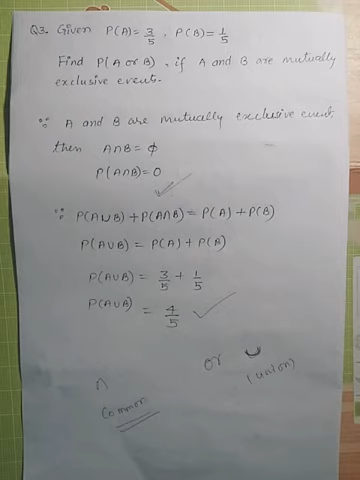 Q3. Given P(A) = 3/5 , P(B) = 1/5
Find P(A or B), if A and B are mutually
exclusive event.
∵ A and B are mutually exclusive event,
then A∩B = ϕ
P(A∩B) = 0
∵ P(A∪B) + P(A∩B) = P(A) + P(B)
P(A∪B) = P(A) + P(A)
P(A∪B) = 3/5 + 1/5
P(A∪A) = 4/5
or ∪
(union)
∩
Common